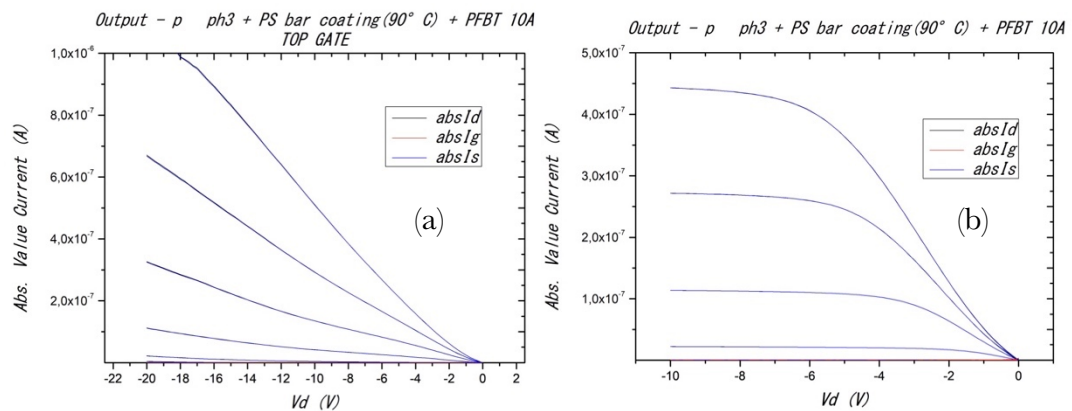 Output - p ph3 + PS bar coating(90° C) + PFBT 10A
TOP GATE
Abs. Value Current (A)
1,0x10⁻⁶
8,0x10⁻⁷
6,0x10⁻⁷
4,0x10⁻⁷
2,0x10⁻⁷
absId
absIg
absIs
(a)
-22 -20 -18 -16 -14 -12 -10 -8 -6 -4 -2 0 2
Vd (V)
Output - p ph3 + PS bar coating(90° C) + PFBT 10A
Abs. Value Current (A)
5,0x10⁻⁷
4,0x10⁻⁷
3,0x10⁻⁷
2,0x10⁻⁷
1,0x10⁻⁷
absId
absIg
absIs
(b)
-10 -8 -6 -4 -2 0
Vd (V)